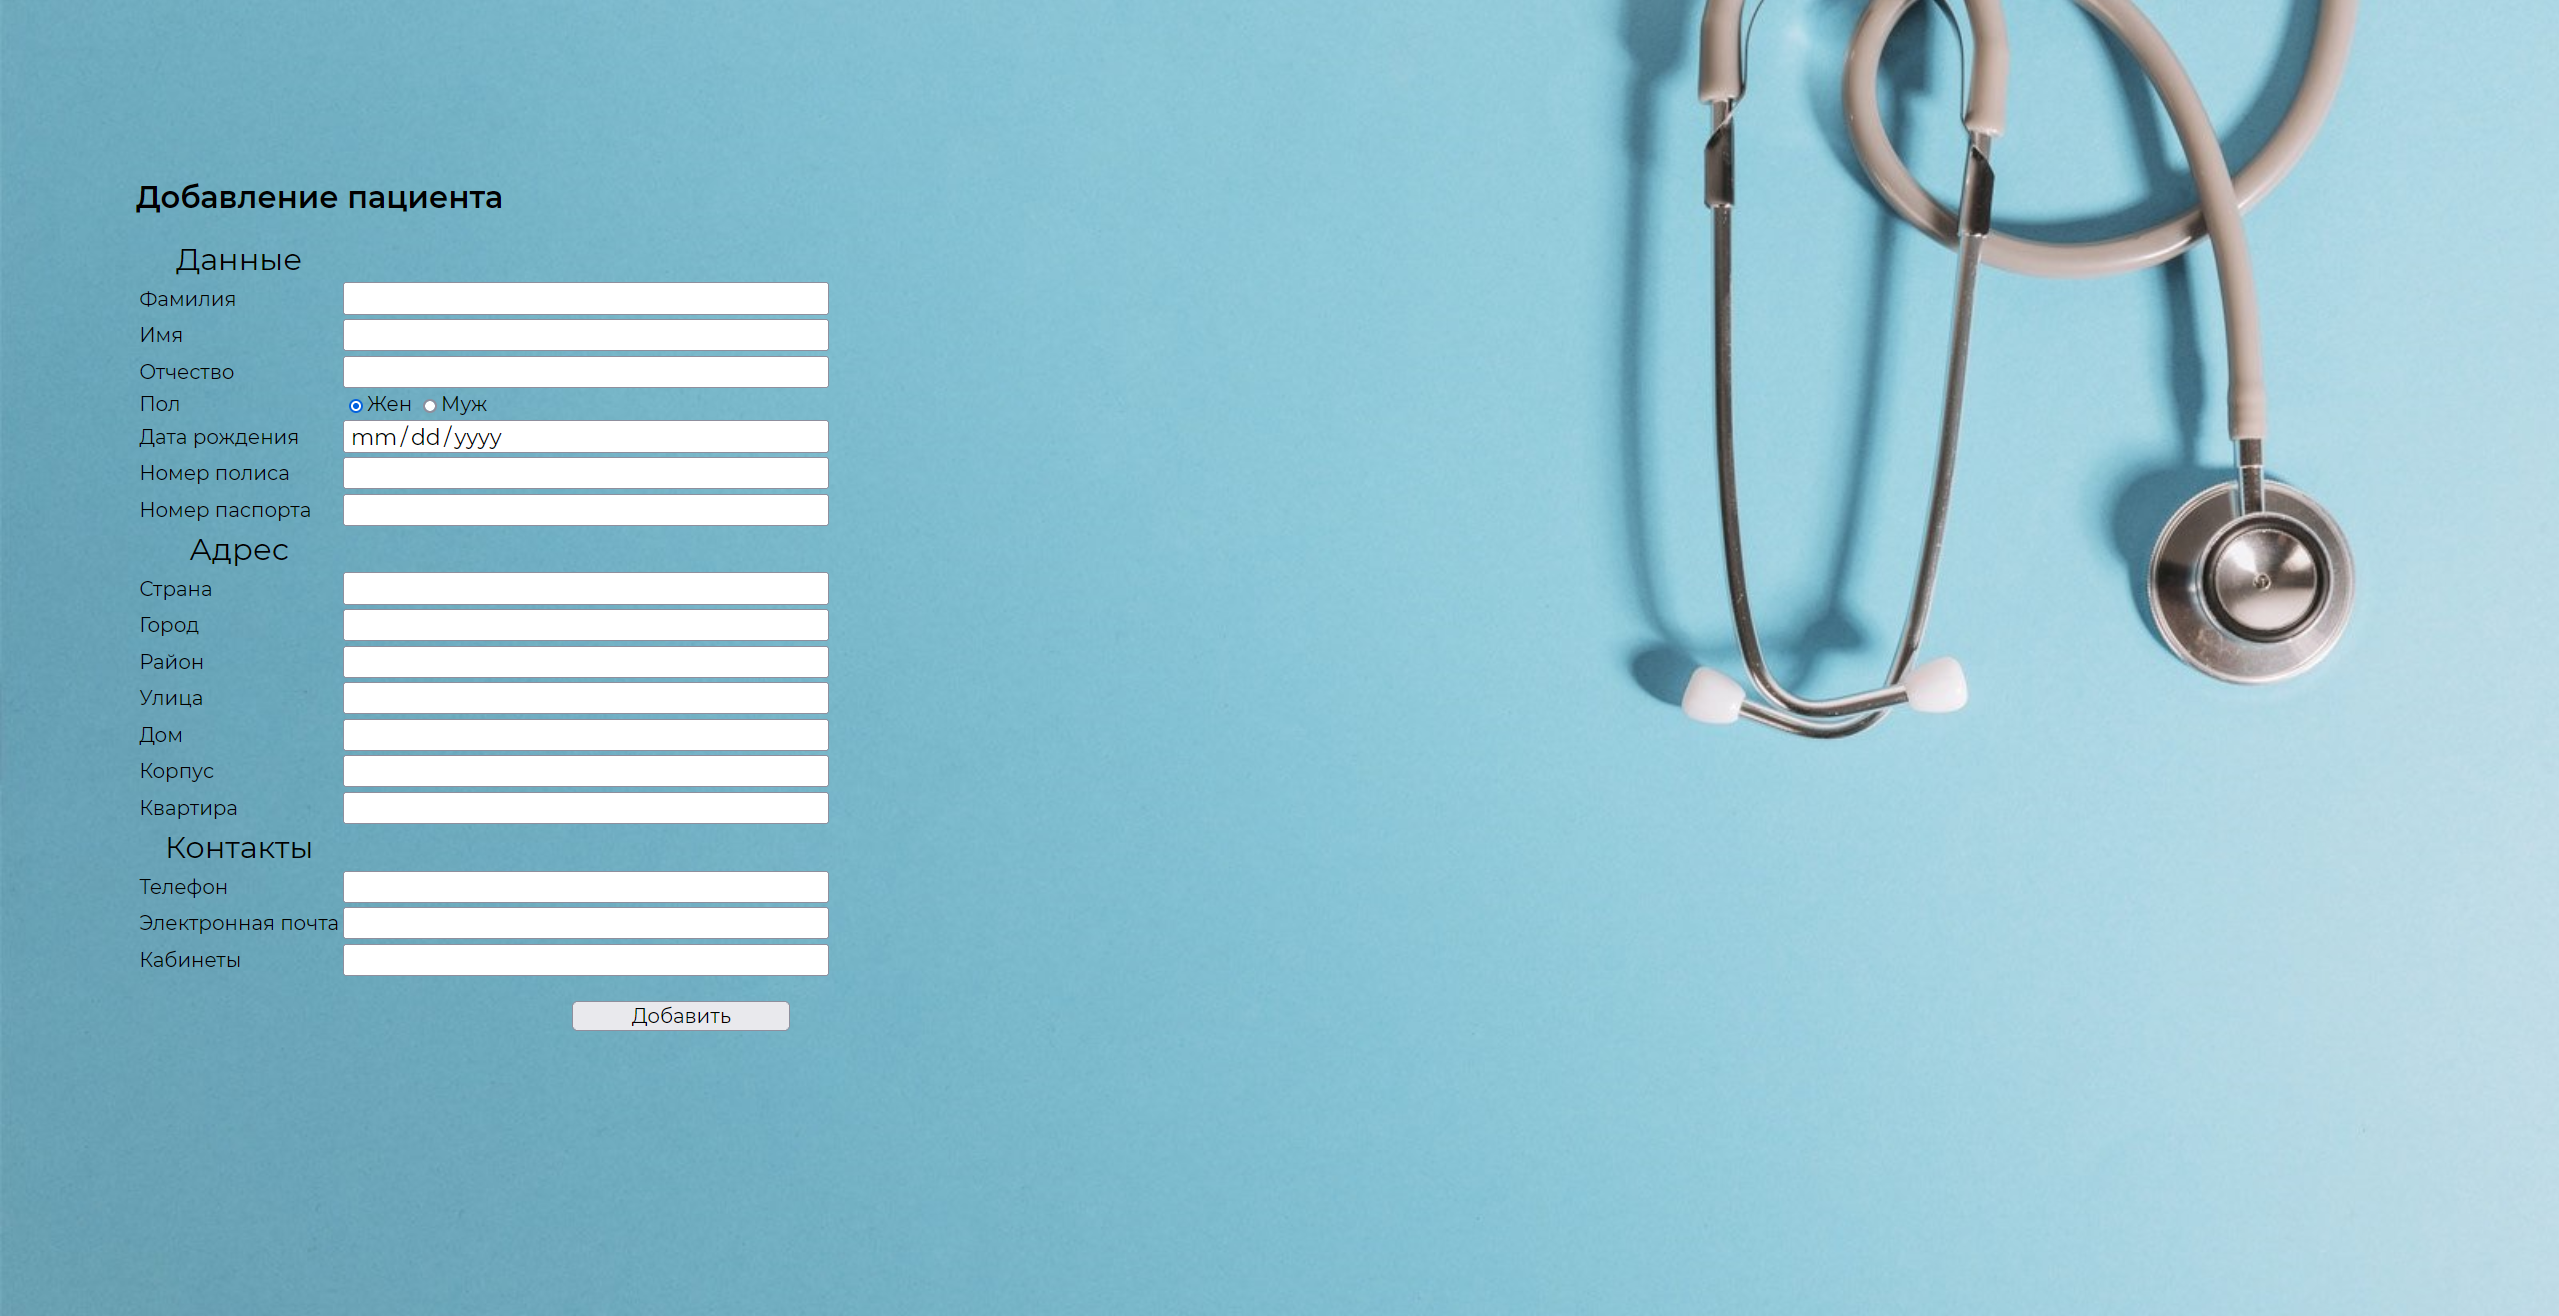 Добавление пациента
Данные
Фамилия
Имя
Отчество
Пол Жен Муж
Дата рождения mm/dd/yyyy
Номер полиса
Номер паспорта
Адрес
Страна
Город
Район
Улица
Дом
Корпус
Квартира
Контакты
Телефон
Электронная почта
Кабинеты
Добавить